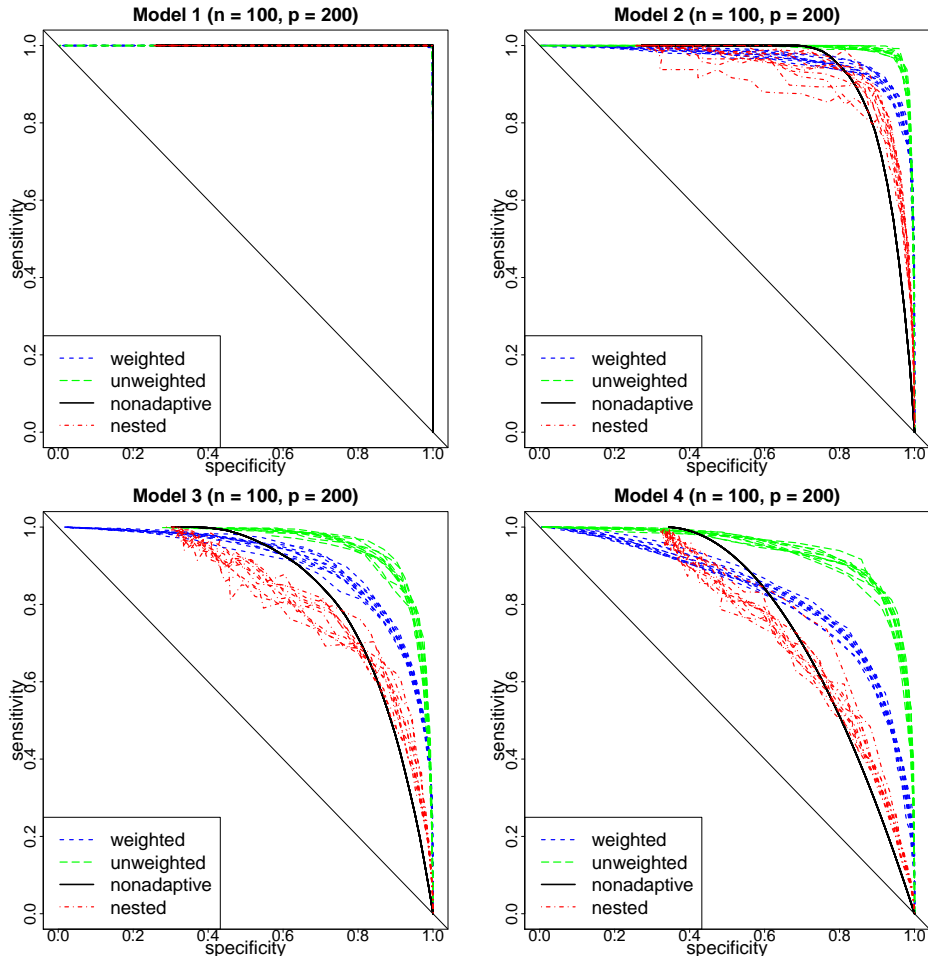 Model 1 (n = 100, p = 200)
sensitivity
0.0 0.2 0.4 0.6 0.8 1.0
weighted
unweighted
nonadaptive
nested
0.0 0.2 0.4 0.6 0.8 1.0
specificity
Model 2 (n = 100, p = 200)
sensitivity
0.0 0.2 0.4 0.6 0.8 1.0
weighted
unweighted
nonadaptive
nested
0.0 0.2 0.4 0.6 0.8 1.0
specificity
Model 3 (n = 100, p = 200)
sensitivity
0.0 0.2 0.4 0.6 0.8 1.0
weighted
unweighted
nonadaptive
nested
0.0 0.2 0.4 0.6 0.8 1.0
specificity
Model 4 (n = 100, p = 200)
sensitivity
0.0 0.2 0.4 0.6 0.8 1.0
weighted
unweighted
nonadaptive
nested
0.0 0.2 0.4 0.6 0.8 1.0
specificity